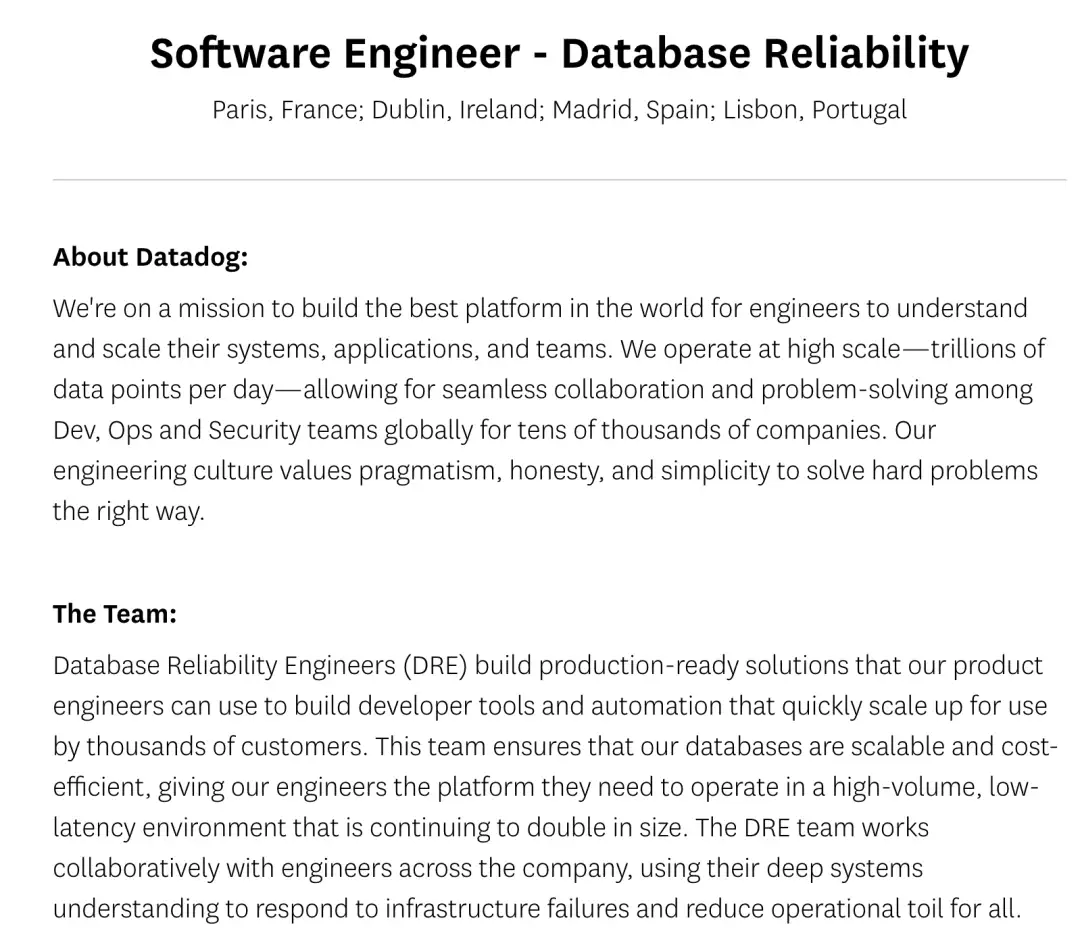 Software Engineer - Database Reliability
Paris, France; Dublin, Ireland; Madrid, Spain; Lisbon, Portugal
About Datadog:
We're on a mission to build the best platform in the world for engineers to understand
and scale their systems, applications, and teams. We operate at high scale—trillions of
data points per day—allowing for seamless collaboration and problem-solving among
Dev, Ops and Security teams globally for tens of thousands of companies. Our
engineering culture values pragmatism, honesty, and simplicity to solve hard problems
the right way.
The Team:
Database Reliability Engineers (DRE) build production-ready solutions that our product
engineers can use to build developer tools and automation that quickly scale up for use
by thousands of customers. This team ensures that our databases are scalable and cost-
efficient, giving our engineers the platform they need to operate in a high-volume, low-
latency environment that is continuing to double in size. The DRE team works
collaboratively with engineers across the company, using their deep systems
understanding to respond to infrastructure failures and reduce operational toil for all.